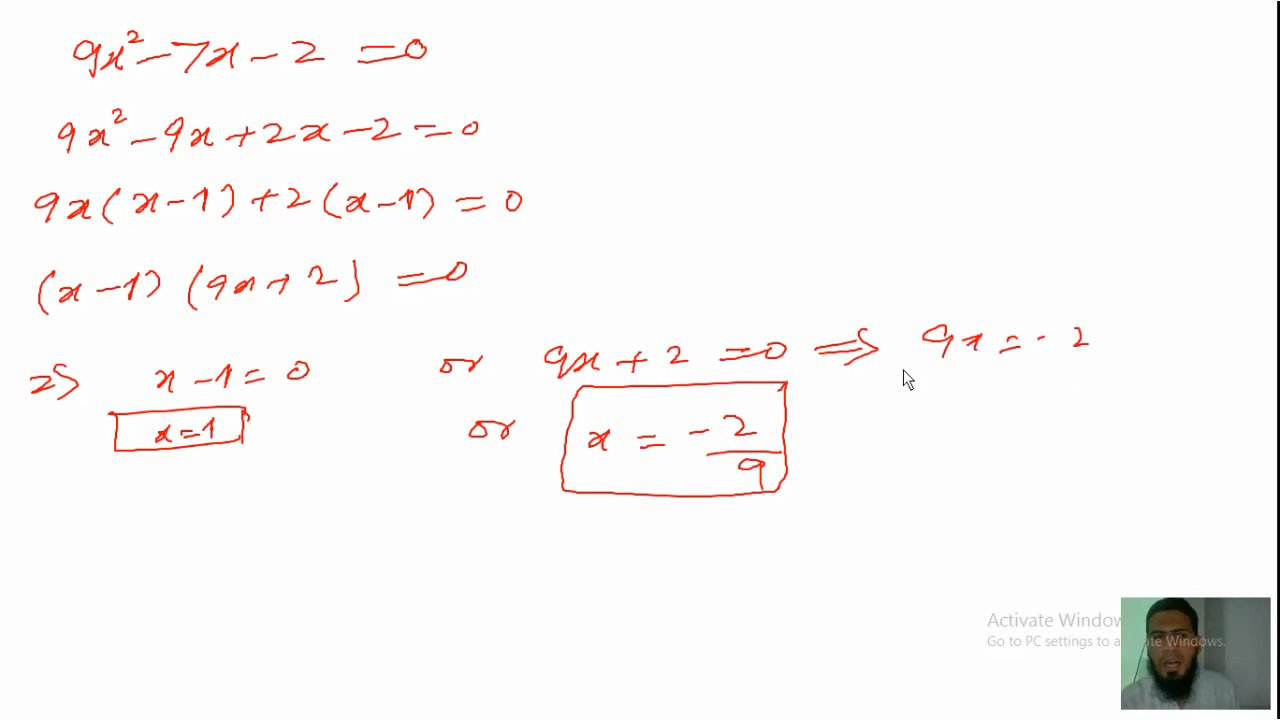 9x² - 7x - 2 = 0
9x² - 9x + 2x - 2 = 0
9x(x-1) + 2(x-1) = 0
(x-1) (9x+2) = 0
=> x - 1 = 0 or 9x + 2 = 0 => 9x = - 2
x = 1 or x = -2/9
Activate Window
Go to PC settings to activate Windows.